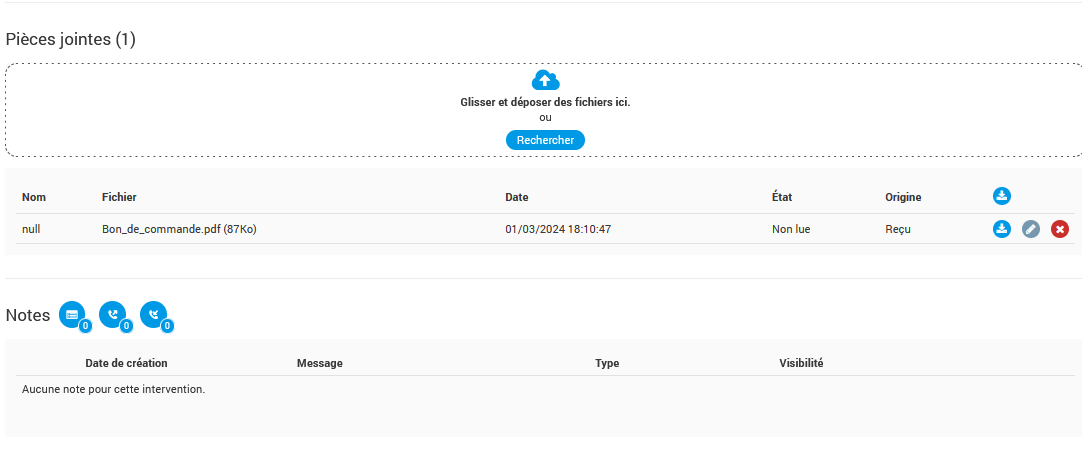 Pièces jointes (1)
Glisser et déposer des fichiers ici.
ou
Rechercher
Nom Fichier Date État Origine
null Bon_de_commande.pdf (87Ko) 01/03/2024 18:10:47 Non lue Reçu
Notes 0 0 0
Date de création Message Type Visibilité
Aucune note pour cette intervention.